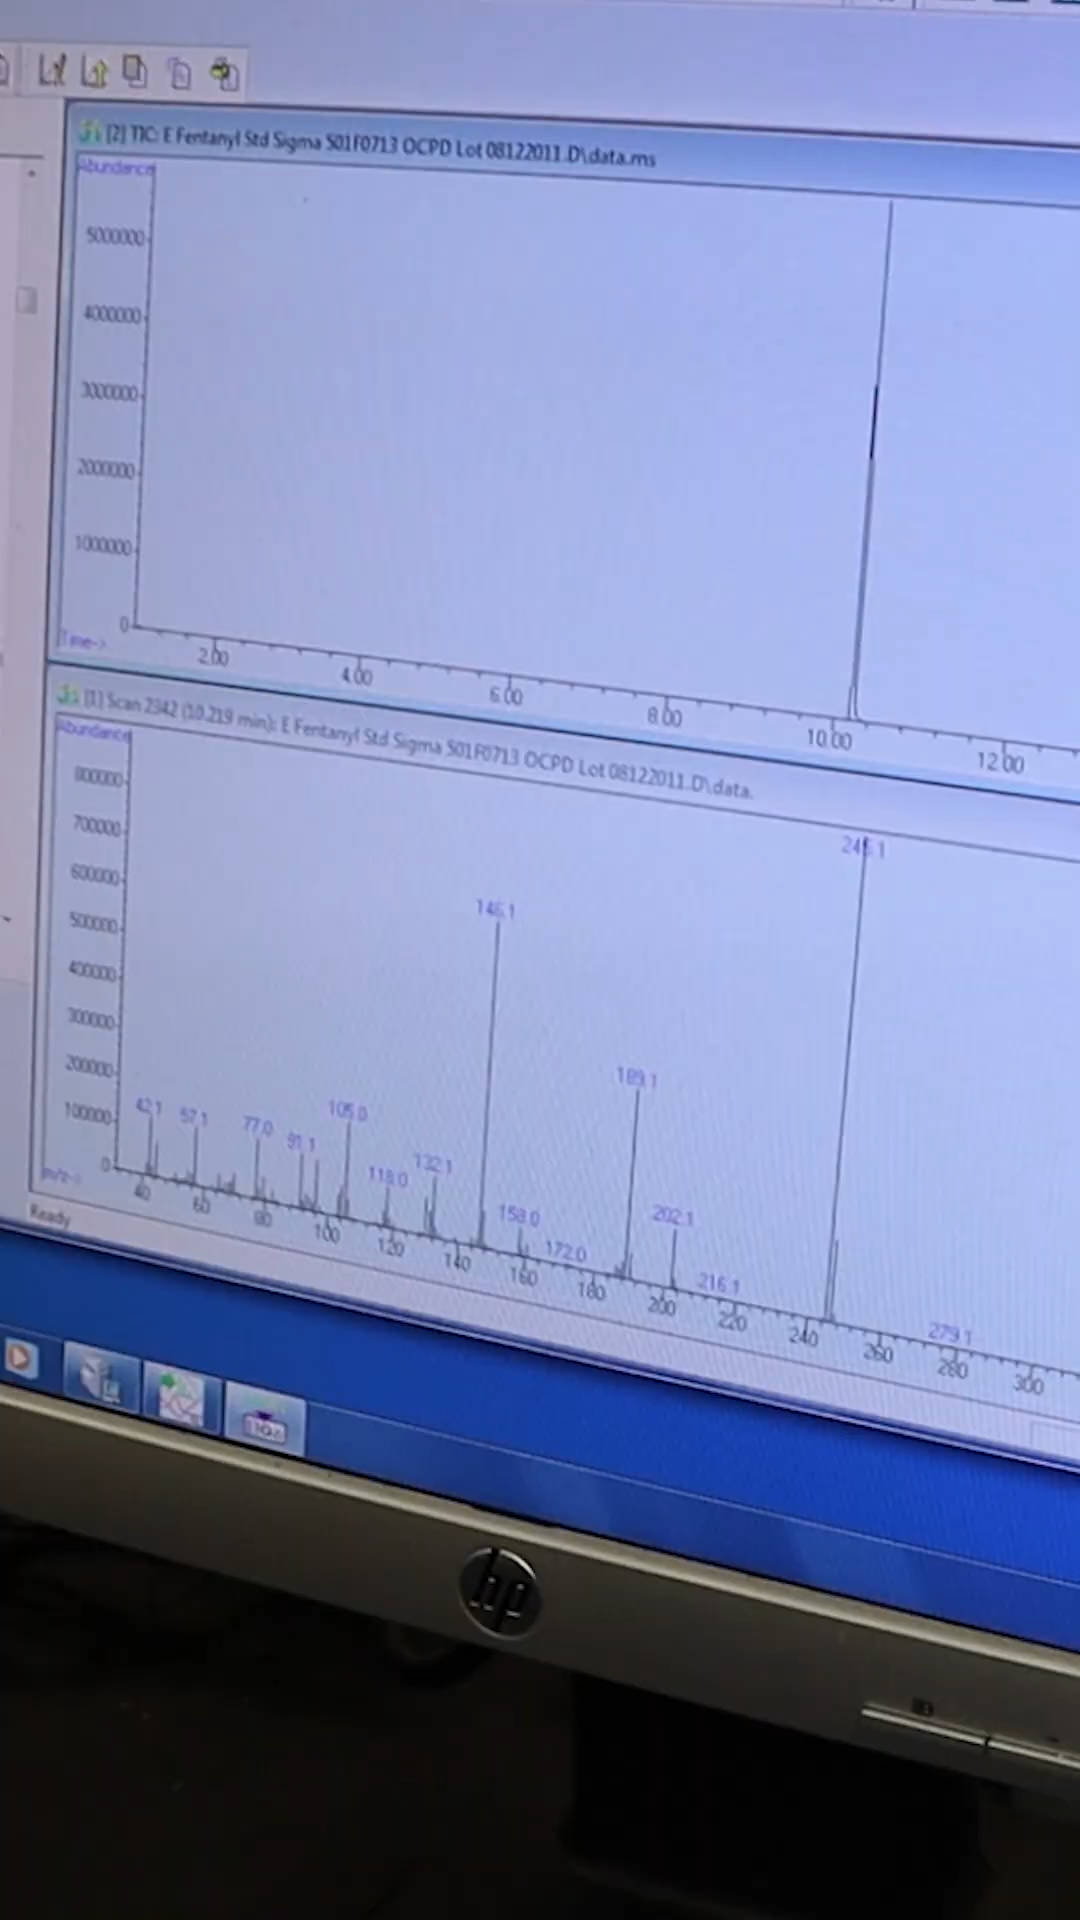 [2] TIC: E Fentanyl Std Sigma S01F0713 OCPD Lot 08122011.D\data.ms
Abundance
5000000
4000000
3000000
2000000
1000000
0
Time-->
2.00
4.00
6.00
8.00
10.00
12.00
[1] Scan 2342 (10.219 min): E Fentanyl Std Sigma S01F0713 OCPD Lot 08122011.D\data.
Abundance
800000
700000
600000
500000
400000
300000
200000
100000
0
245.1
146.1
189.1
42.1 57.1 77.0 91.1 105.0 118.0 132.1
158.0 172.0 202.1 216.1 279.1
m/z-->
40 60 80 100 120 140 160 180 200 220 240 260 280 300
Ready
hp